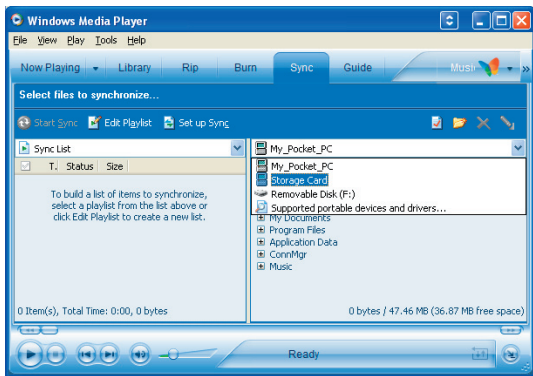 Windows Media Player
File View Play Tools Help
Now Playing Library Rip Burn Sync Guide Music
Select files to synchronize...
Start Sync Edit Playlist Set up Sync
Sync List
T. Status Size
To build a list of items to synchronize,
select a playlist from the list above or
click Edit Playlist to create a new list.
0 Item(s), Total Time: 0:00, 0 bytes
My_Pocket_PC
My_Pocket_PC
Storage Card
Removable Disk (F:)
Supported portable devices and drivers...
My Documents
Program Files
Application Data
ConnMgr
Music
0 bytes / 47.46 MB (36.87 MB free space)
Ready